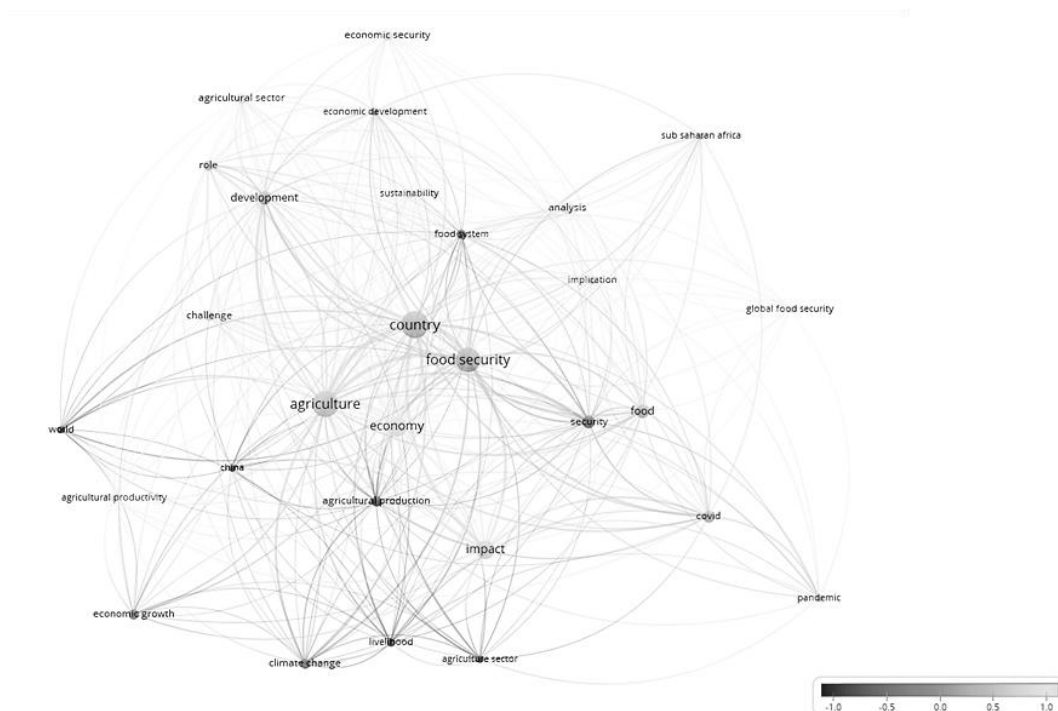 economic security
agricultural sector
economic development
sub saharan africa
role
development
sustainability
analysis
food system
implication
global food security
challenge
country
food security
agriculture
food
security
economy
world
china
agricultural productivity
agricultural production
covid
impact
pandemic
economic growth
livelihood
climate change
agriculture sector
-1.0 -0.5 0.0 0.5 1.0